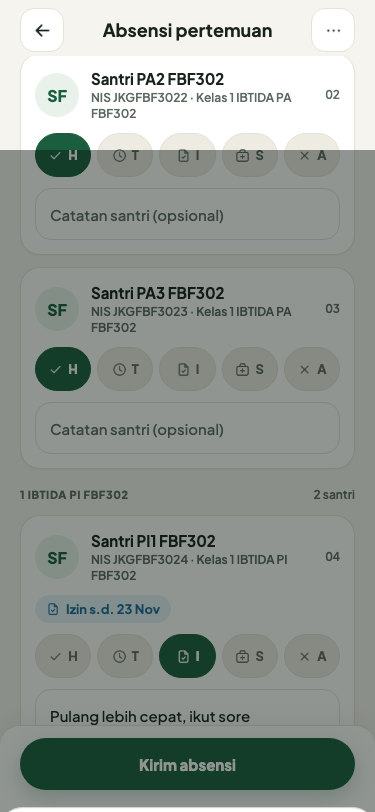 Absensi pertemuan
SF
Santri PA2 FBF302
02
NIS JKGFBF3022 · Kelas 1 IBTIDA PA
FBF302
H
T
I
S
A
Catatan santri (opsional)
SF
Santri PA3 FBF302
03
NIS JKGFBF3023 · Kelas 1 IBTIDA PA
FBF302
H
T
I
S
A
Catatan santri (opsional)
1 IBTIDA PI FBF302
2 santri
SF
Santri PI1 FBF302
04
NIS JKGFBF3024 · Kelas 1 IBTIDA PI
FBF302
Izin s.d. 23 Nov
H
T
I
S
A
Pulang lebih cepat, ikut sore
Kirim absensi